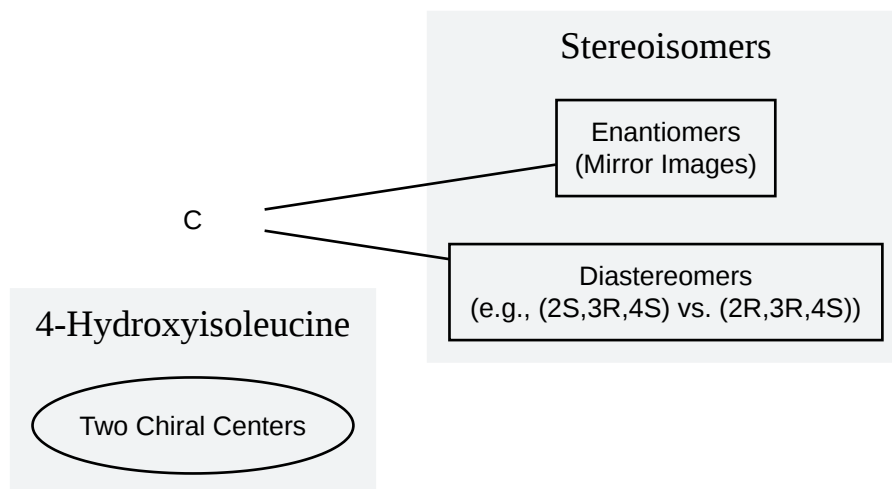 Stereoisomers
Enantiomers
(Mirror Images)
C
Diastereomers
(e.g., (2S,3R,4S) vs. (2R,3R,4S))
4-Hydroxyisoleucine
Two Chiral Centers